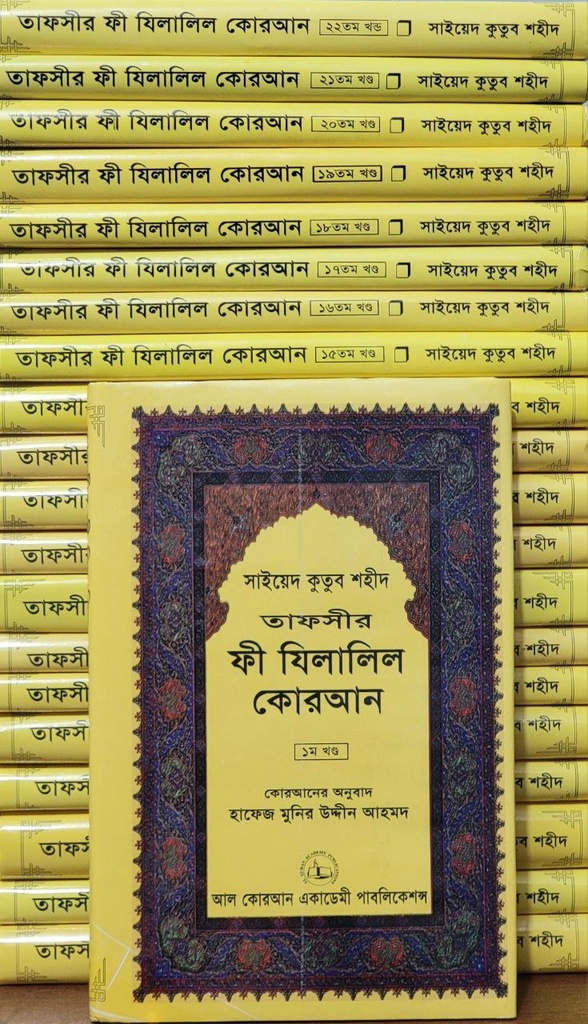 তাফসীর ফী যিলালিল কোরআন ২২তম খন্ড সাইয়েদ কুতুব শহীদ
তাফসীর ফী যিলালিল কোরআন ২১তম খণ্ড সাইয়েদ কুতুব শহীদ
তাফসীর ফী যিলালিল কোরআন ২০তম খণ্ড সাইয়েদ কুতুব শহীদ
তাফসীর ফী যিলালিল কোরআন ১৯তম খণ্ড সাইয়েদ কুতুব শহীদ
তাফসীর ফী যিলালিল কোরআন ১৮তম খণ্ড সাইয়েদ কুতুব শহীদ
তাফসীর ফী যিলালিল কোরআন ১৭তম খণ্ড সাইয়েদ কুতুব শহীদ
তাফসীর ফী যিলালিল কোরআন ১৬তম খণ্ড সাইয়েদ কুতুব শহীদ
তাফসীর ফী যিলালিল কোরআন ১৫তম খণ্ড সাইয়েদ কুতুব শহীদ
সাইয়েদ কুতুব শহীদ
তাফসীর
ফী যিলালিল
কোরআন
১ম খণ্ড
কোরআনের অনুবাদ
হাফেজ মুনির উদ্দীন আহমদ
আল কোরআন একাডেমী পাবলিকেশন্স